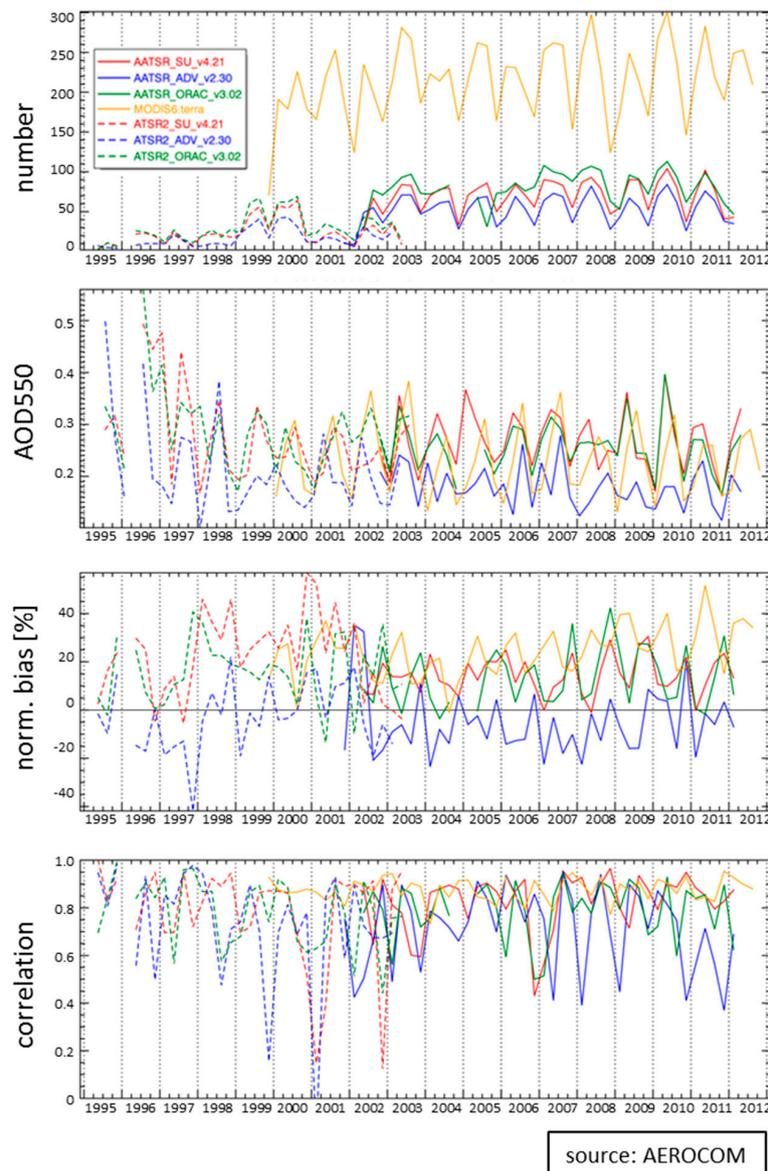 300
250
200
150
100
50
0
number
AATSR_SU_v4.21
AATSR_ADV_v2.30
AATSR_ORAC_v3.02
MODIS6.terra
ATSR2_SU_v4.21
ATSR2_ADV_v2.30
ATSR2_ORAC_v3.02
1995 1996 1997 1998 1999 2000 2001 2002 2003 2004 2005 2006 2007 2008 2009 2010 2011 2012
0.5
0.4
0.3
0.2
AOD550
1995 1996 1997 1998 1999 2000 2001 2002 2003 2004 2005 2006 2007 2008 2009 2010 2011 2012
40
20
0
-20
-40
norm. bias [%]
1995 1996 1997 1998 1999 2000 2001 2002 2003 2004 2005 2006 2007 2008 2009 2010 2011 2012
1.0
0.8
0.6
0.4
0.2
0
correlation
1995 1996 1997 1998 1999 2000 2001 2002 2003 2004 2005 2006 2007 2008 2009 2010 2011 2012
source: AEROCOM